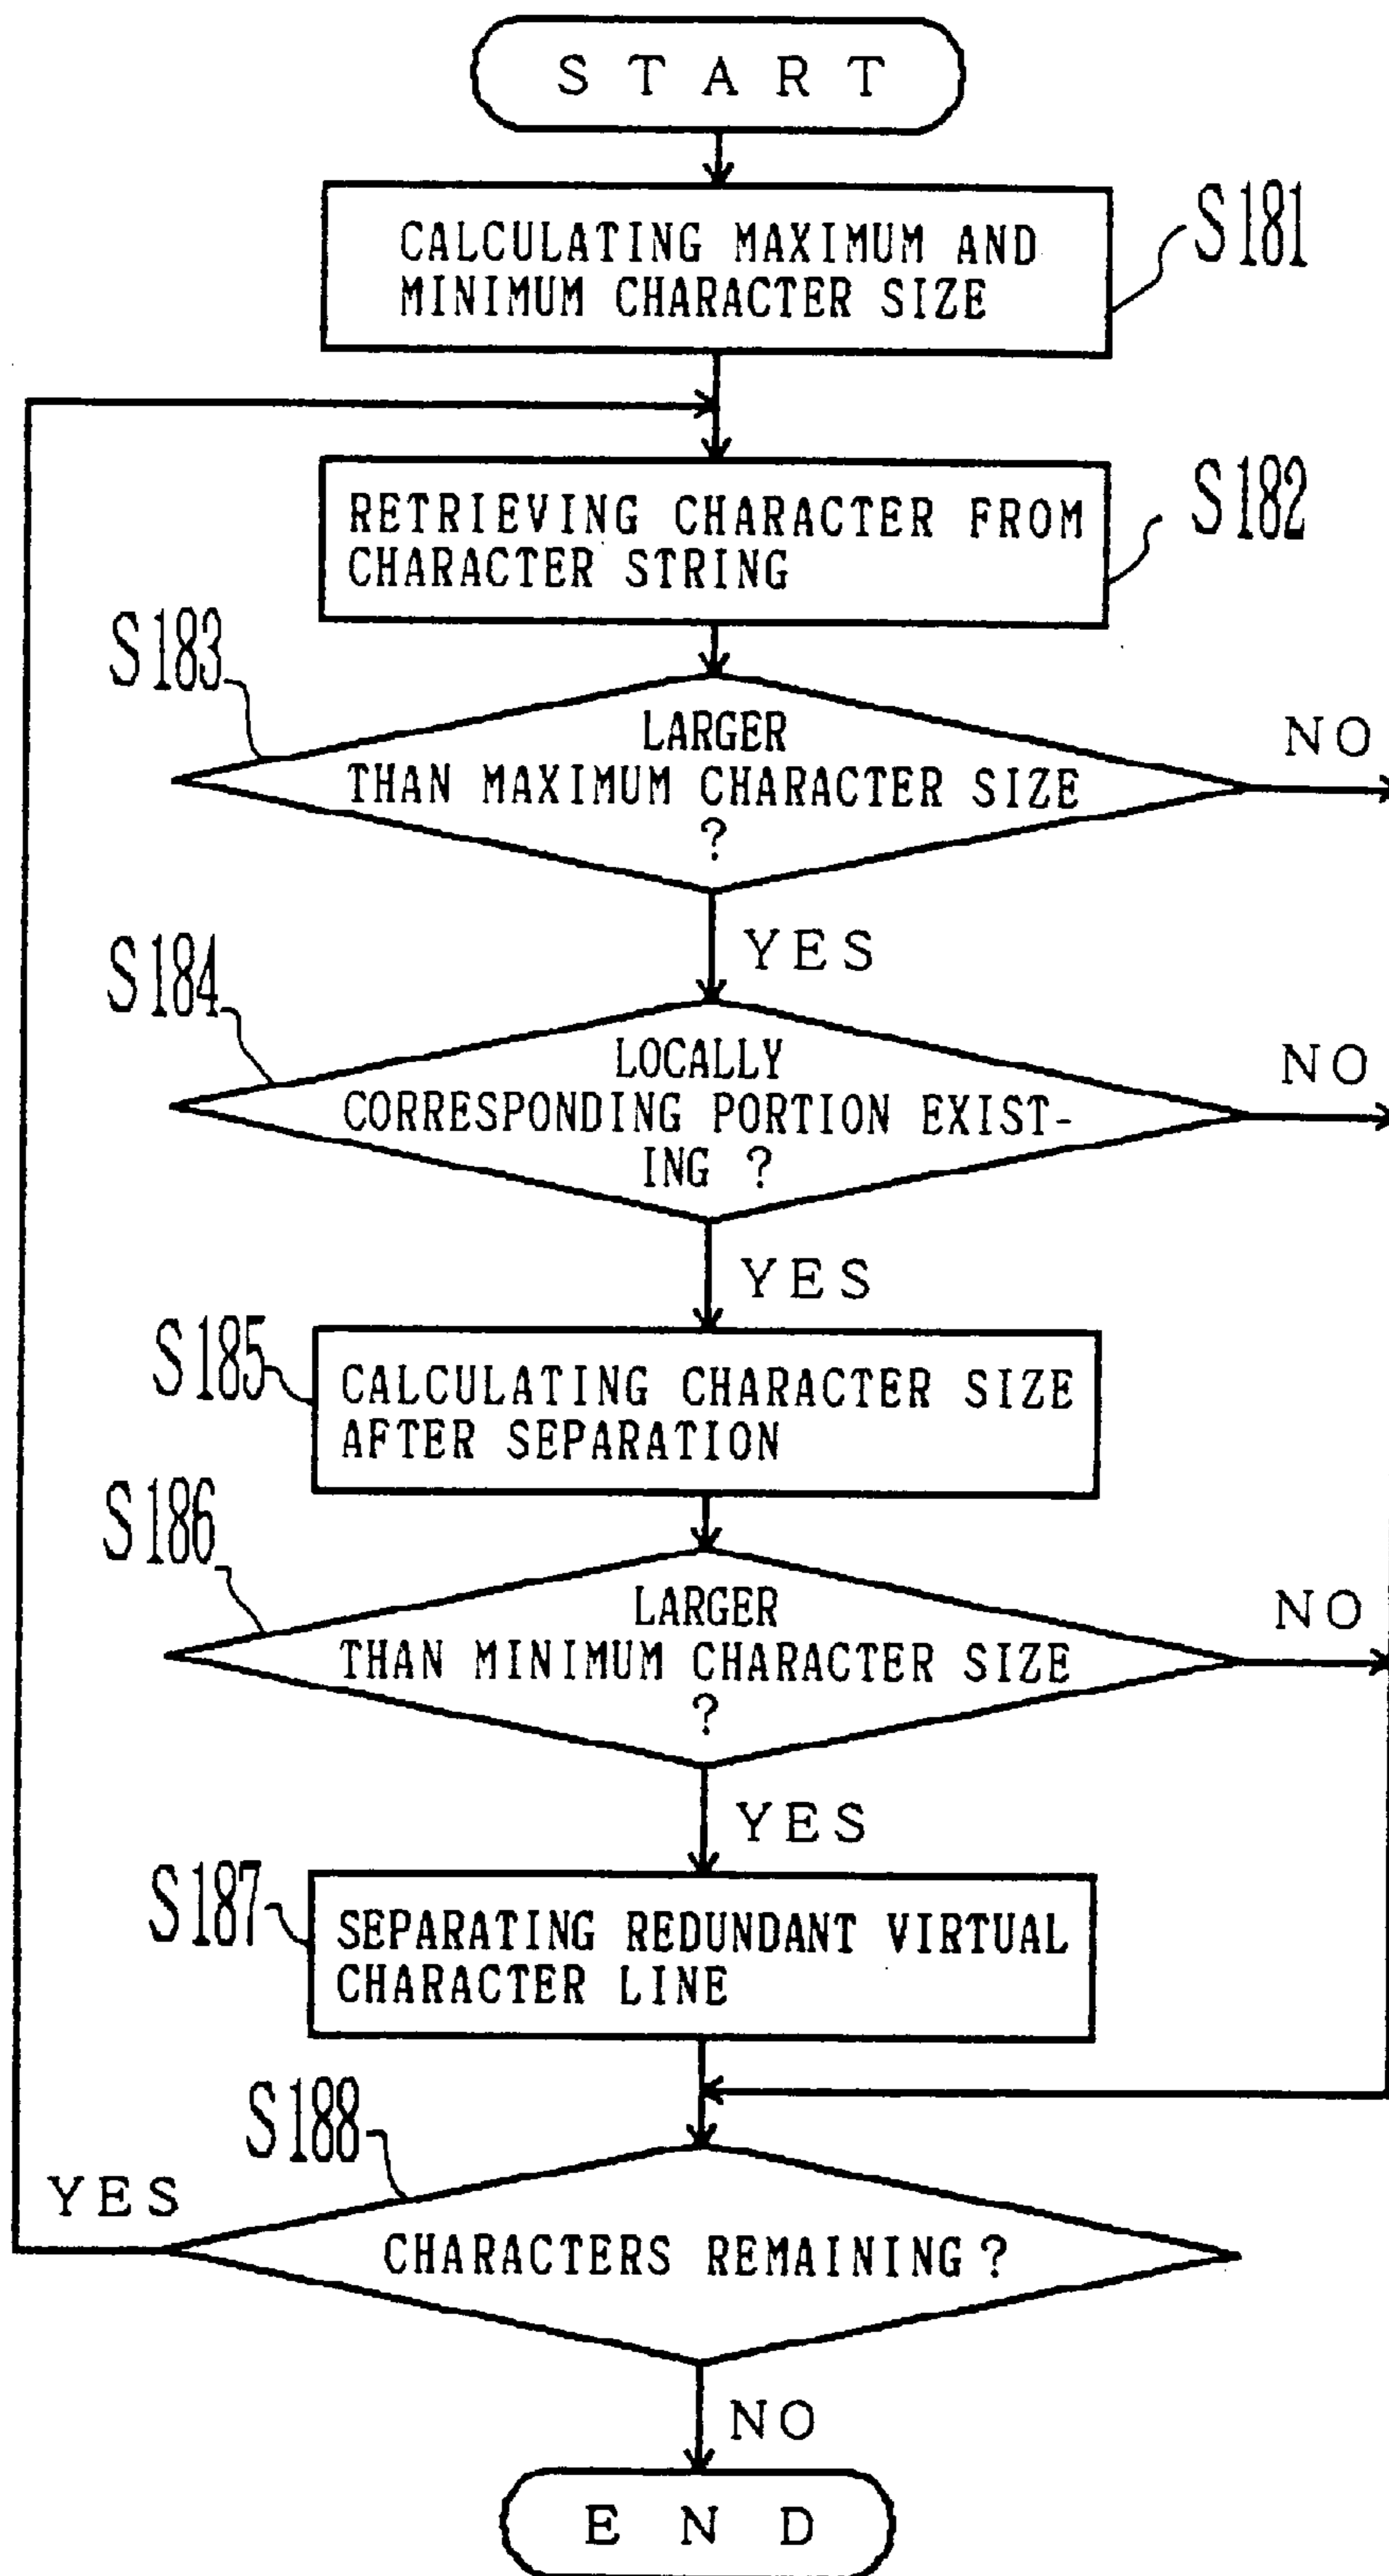 START
CALCULATING MAXIMUM AND
MINIMUM CHARACTER SIZE
S181
RETRIEVING CHARACTER FROM
CHARACTER STRING
S182
S183
LARGER
THAN MAXIMUM CHARACTER SIZE
?
NO
YES
S184
LOCALLY
CORRESPONDING PORTION EXIST-
ING ?
NO
YES
S185
CALCULATING CHARACTER SIZE
AFTER SEPARATION
S186
LARGER
THAN MINIMUM CHARACTER SIZE
?
NO
YES
S187
SEPARATING REDUNDANT VIRTUAL
CHARACTER LINE
S188
YES
CHARACTERS REMAINING ?
NO
END